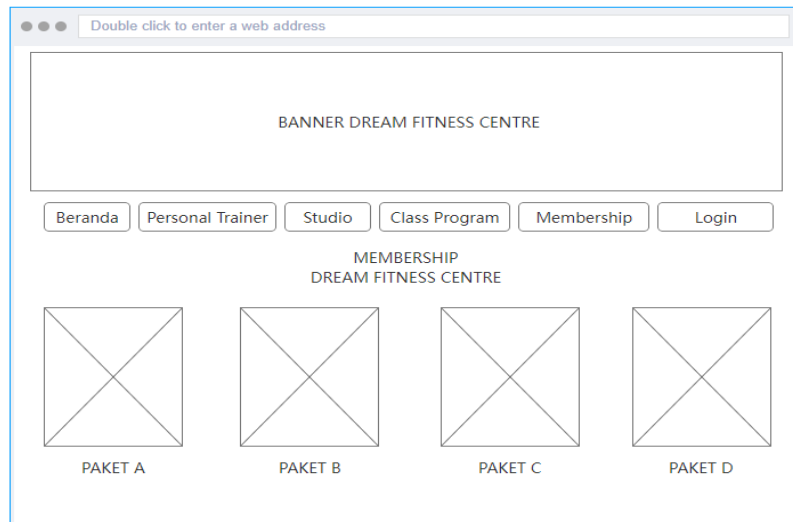 Double click to enter a web address
BANNER DREAM FITNESS CENTRE
Beranda
Personal Trainer
Studio
Class Program
Membership
Login
MEMBERSHIP
DREAM FITNESS CENTRE
PAKET A
PAKET B
PAKET C
PAKET D